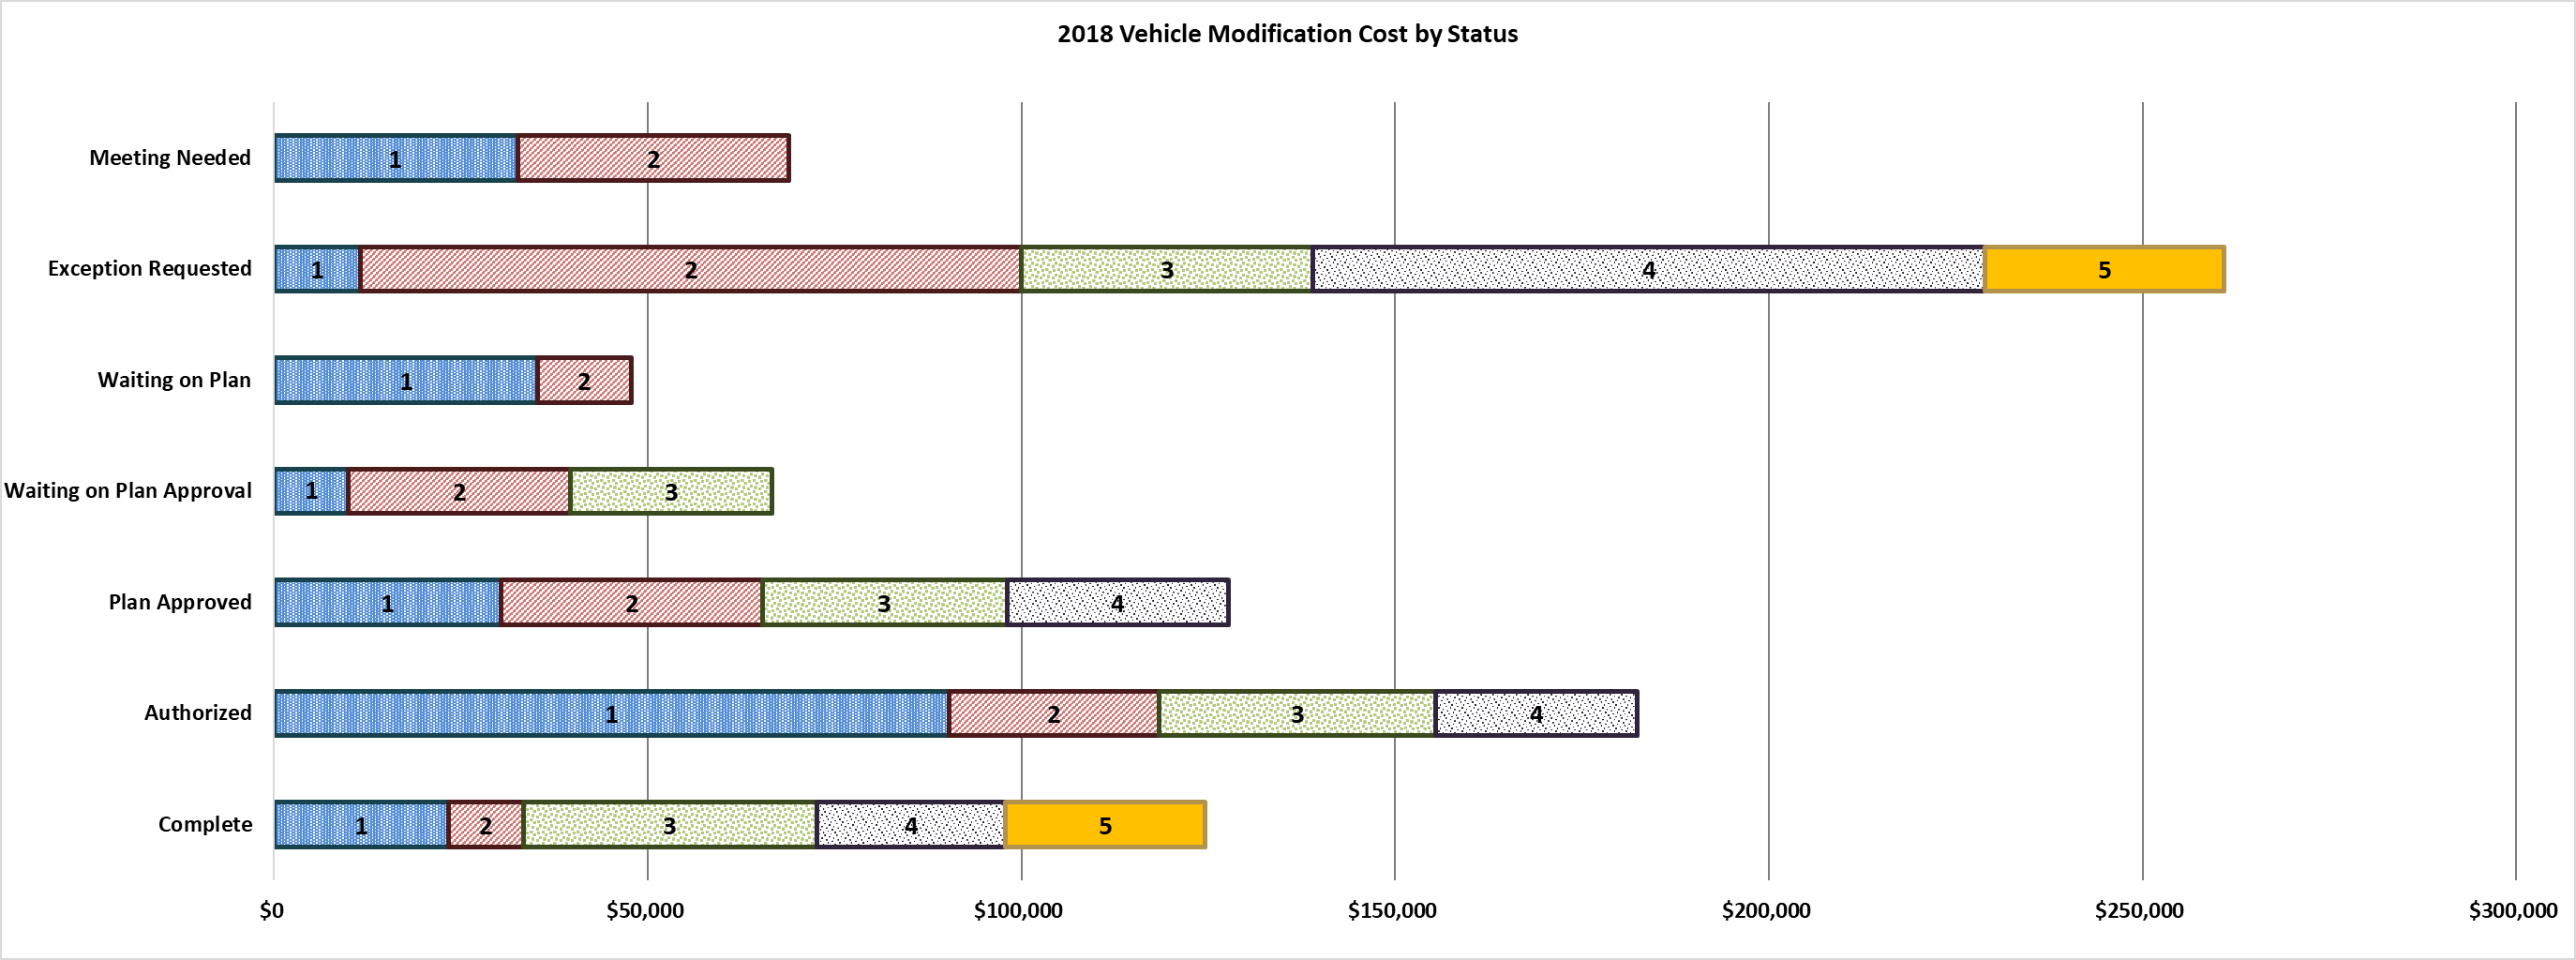 2018 Vehicle Modification Cost by Status
Meeting Needed
1 2
Exception Requested
1 2 3 4 5
Waiting on Plan
1 2
Waiting on Plan Approval
1 2 3
Plan Approved
1 2 3 4
Authorized
1 2 3 4
Complete
1 2 3 4 5
$0 $50,000 $100,000 $150,000 $200,000 $250,000 $300,000